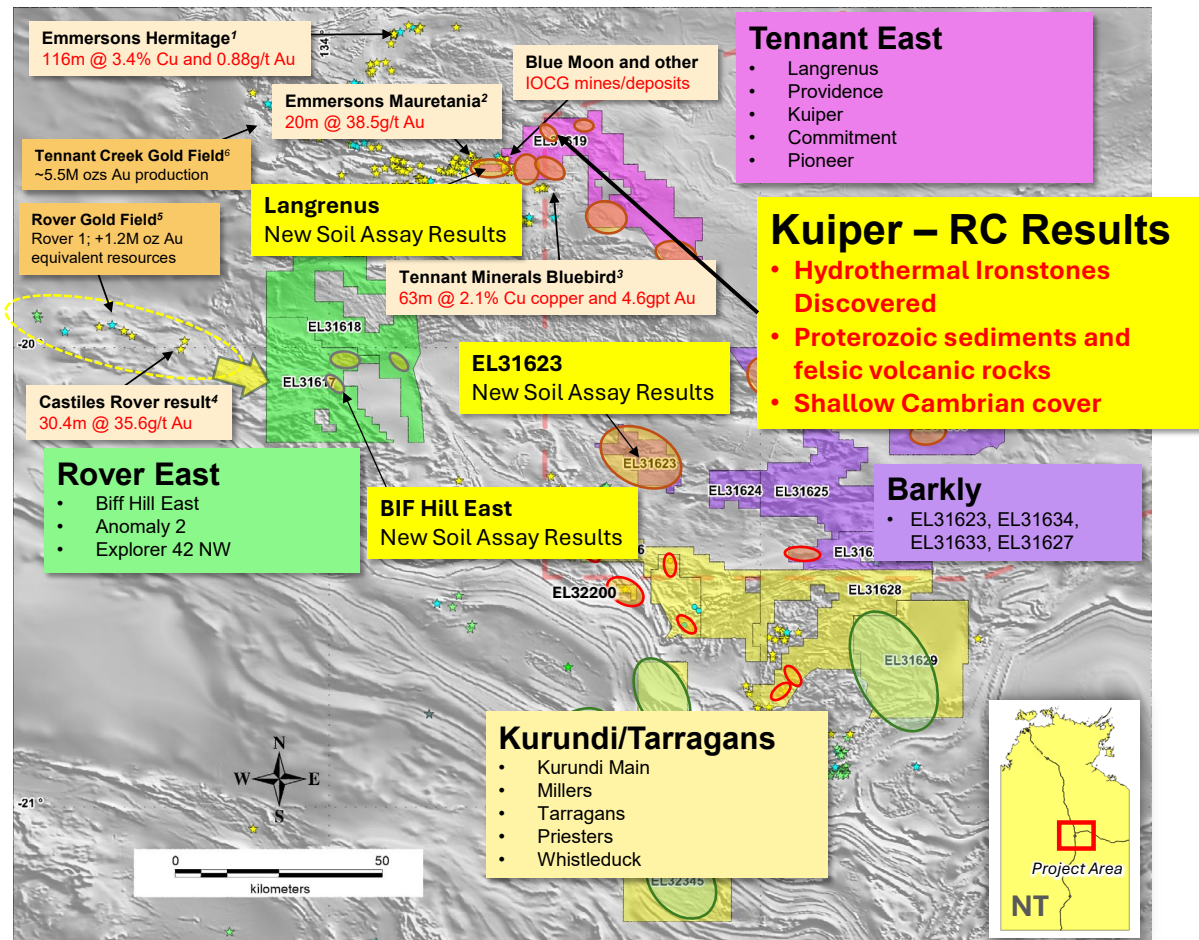 Emmersons Hermitage1
116m @ 3.4% Cu and 0.88g/t Au
134 °
Blue Moon and other
IOCG mines/deposits
Emmersons Mauretania2
20m @ 38.5g/t Au
Tennant Creek Gold Field6
~5.5M ozs Au production
Tennant East
• Langrenus
• Providence
• Kuiper
• Commitment
• Pioneer
EL31619
Langrenus
New Soil Assay Results
Rover Gold Field5
Rover 1; +1.2M oz Au
equivalent resources
Tennant Minerals Bluebird3
63m @ 2.1% Cu copper and 4.6gpt Au
Kuiper – RC Results
• Hydrothermal Ironstones
Discovered
• Proterozoic sediments and
felsic volcanic rocks
• Shallow Cambrian cover
-20 °
EL31618
EL31617
Castiles Rover result4
30.4m @ 35.6g/t Au
EL31623
New Soil Assay Results
EL31623
Rover East
• Biff Hill East
• Anomaly 2
• Explorer 42 NW
BIF Hill East
New Soil Assay Results
EL31624
EL31625
Barkly
• EL31623, EL31634,
EL31633, EL31627
EL32200
EL31628
EL31629
Kurundi/Tarragans
• Kurundi Main
• Millers
• Tarragans
• Priesters
• Whistleduck
EL32345
-21 °
N
W
E
S
0
50
kilometers
Project Area
NT